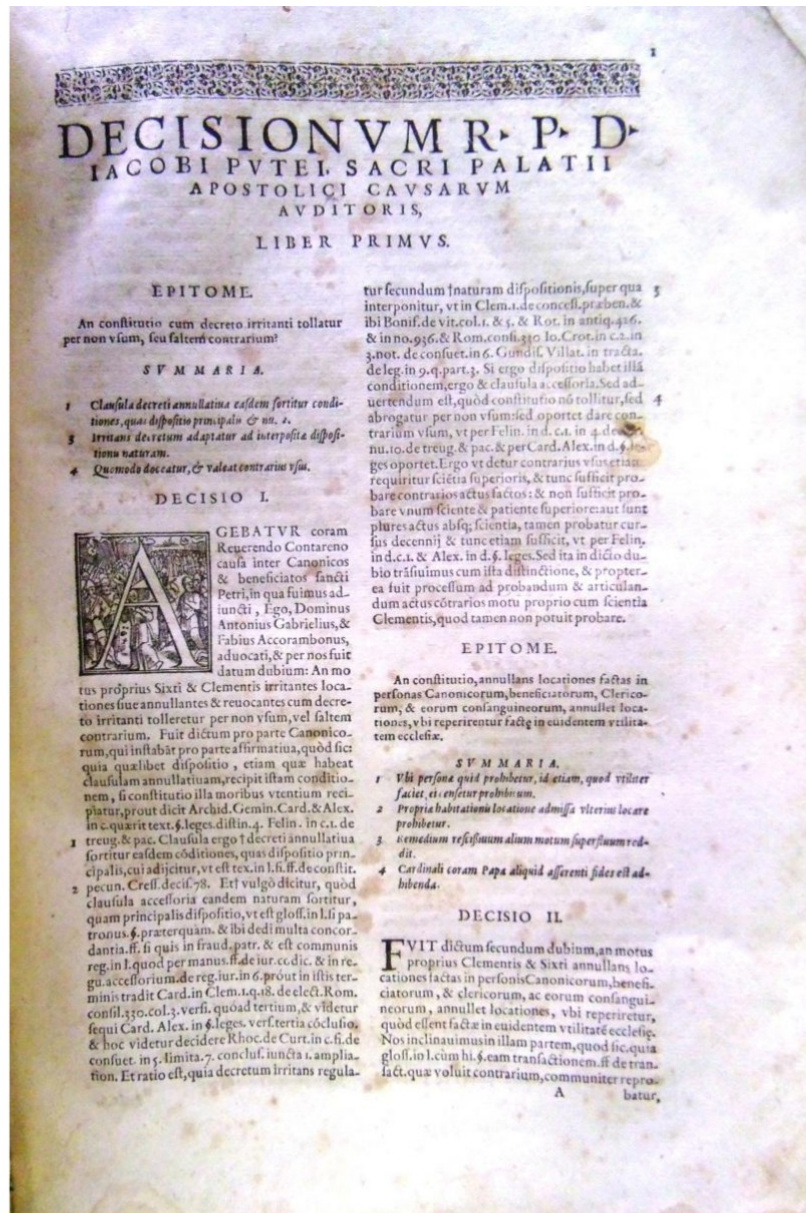 1
DECISIONVM R. P. D.
IACOBI PVTEI, SACRI PALATII
APOSTOLICI CAVSARVM
AVDITORIS,
LIBER PRIMVS.
EPITOME.
An constitutio cum decreto irritanti tollatur
per non vsum, seu saltem contrarium?
SVMMARIA.
1 Clausula decreti annullatiua easdem sortitur condi-
tiones, quas dispositio principalis & nu. 2.
3 Irritans decretum adaptatur ad interpositæ disposi-
tionis naturam.
4 Quomodo doceatur, & valeat contrarius vsus.
DECISIO I.
AGEBATVR coram
Reuerendo Contareno
causa inter Canonicos
& beneficiatos sancti
Petri, in qua fuimus ad-
iuncti, Ego, Dominus
Antonius Gabrielius, &
Fabius Accorambonus,
aduocati, & per nos fuit
datum dubium: An mo
tus proprius Sixti & Clementis irritantes loca-
tiones siue annullantes & reuocantes cum decre-
to irritanti tolleretur per non vsum, vel saltem
contrarium. Fuit dictum pro parte Canonico-
rum, qui instabāt pro parte affirmatiua, quòd sic:
quia quælibet dispositio, etiam quæ habeat
clausulam annullatiuam, recipit istam conditio-
nem, si constitutio illa moribus vtentium reci-
piatur, prout dicit Archid. Gemin. Card. & Alex.
in c. quærit text. §. leges. distin. 4. Felin. in c. 1. de
treug. & pac. Clausula ergo † decreti annullatiua
1 sortitur easdem cōditiones, quas dispositio prin-
cipalis, cui adijcitur, vt est tex. in l. fi. ff. de constit.
2 pecun. Cress. decis. 78. Et † vulgò dicitur, quòd
clausula accessoria eandem naturam sortitur,
quam principalis dispositio, vt est gloss. in l. si pa-
tronus. §. præterquam. & ibi dedi multa concor-
dantia. ff. si quis in fraud. patr. & est communis
reg. in l. quod per manus. ff. de iur. cc. dic. & in re-
gu. accessorium. de reg. iur. in 6. prout in istis ter-
minis tradit Card. in Clem. 1. q. 18. de elect. Rom.
consil. 330. col. 3. versi. quóad tertium, & videtur
sequi Card. Alex. in §. leges. vers. tertia cōclusio.
& hoc videtur decidere Rhoc. de Curt. in c. fi. de
consuet. in 5. limita. 7. conclus. iuncta 1. amplia-
tion. Et ratio est, quia decretum irritans regula-
tur secundum † naturam dispositionis, super qua 3
interponitur, vt in Clem. 1. de concess. præben. &
ibi Bonif. de vit. col. 1. & 5. & Rot. in antiq. 426.
& in no. 936. & Rom. consi. 330 Io. Crot. in c. 2. in
3. not. de consuet. in 6. Gundis. Villat. in tracta.
de leg. in 9. q. part. 3. Si ergo dispositio habet illā
conditionem, ergo & clausula accessoria. Sed ad-
uertendum est, quòd constitutio nō tollitur, sed 4
abrogatur per non vsum: sed oportet dare con-
trarium vsum, vt per Felin. in d. c. 1. in 4.
nu. 10. de treug. & pac. & per Card. Alex. in d. §. le-
ges oportet. Ergo vt detur contrarius vsus etiam
requiritur sciētia superioris, & tunc sufficit pro-
bare contrarios actus factos: & non sufficit pro-
bare vnum sciente & patiente superiore: aut sunt
plures actus absq; scientia, tamen probatur cur-
sus decennij & tunc etiam sufficit, vt per Felin.
in d. c. 1. & Alex. in d. §. leges. Sed ita in dicto du-
bio trāsiuimus cum ista distinctione, & propter-
ea fuit processum ad probandum & articulan-
dum actus cōtrarios motu proprio cum scientia
Clementis, quod tamen non potuit probare.
EPITOME.
An constitutio, annullans locationes factas in
personas Canonicorum, beneficiatorum, Clerico-
rum, & eorum consanguineorum, annullet loca-
tiones, vbi reperirentur factę in euidentem vtilita-
tem ecclesiæ.
SVMMARIA.
1 Vbi personæ quid prohibetur, id etiam, quod vtiliter
faciet, ei censetur prohibitum.
2 Propria habitationis locatione admissa vlterius locare
prohibetur.
3 Remedium rescissiuum alium motum superfluum red-
dit.
4 Cardinali coram Papa aliquid asserenti fides est ad-
hibenda.
DECISIO II.
FVIT dictum secundum dubium, an motus
proprius Clementis & Sixti annullans lo-
cationes factas in personis Canonicorum, benefi-
ciatorum, & clericorum, ac eorum consangui-
neorum, annullet locationes, vbi reperiretur,
quòd essent factæ in euidentem vtilitatē ecclesię.
Nos inclinauimus in illam partem, quod sic. quia
gloss. in l. cùm hi. §. eam transactionem. ff de tran-
sact. quæ voluit contrarium, communiter repro-
A batur,